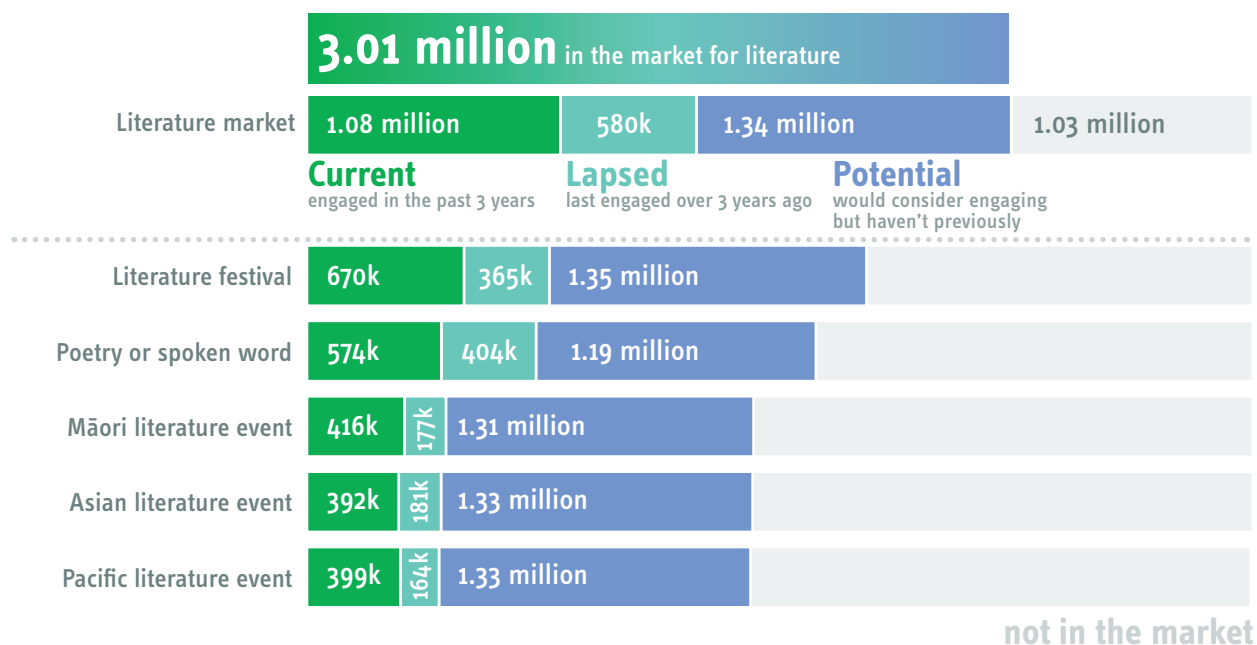 3.01 million in the market for literature
Literature market 1.08 million 580k 1.34 million 1.03 million
Current Lapsed Potential
engaged in the past 3 years last engaged over 3 years ago would consider engaging
but haven't previously
Literature festival 670k 365k 1.35 million
Poetry or spoken word 574k 404k 1.19 million
Māori literature event 416k 177k 1.31 million
Asian literature event 392k 181k 1.33 million
Pacific literature event 399k 164k 1.33 million
not in the market